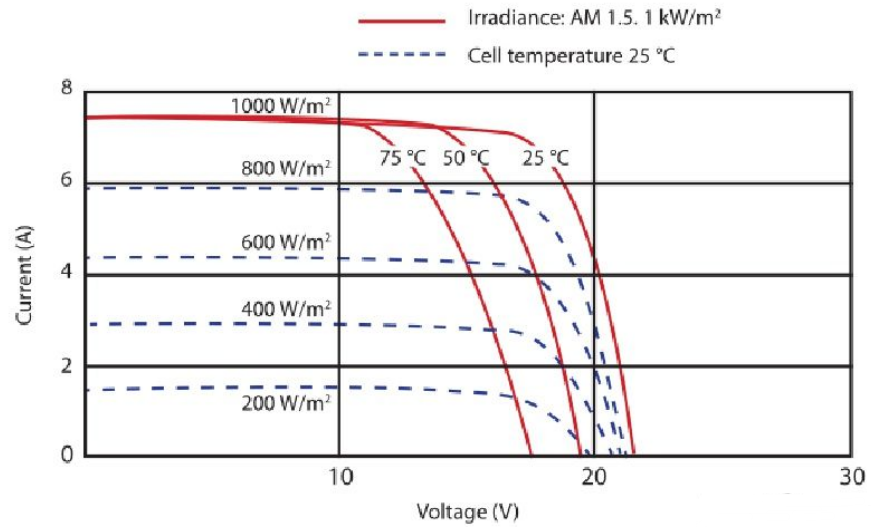 Irradiance: AM 1.5. 1 kW/m²
Cell temperature 25 °C
8
1000 W/m²
75 °C 50 °C 25 °C
800 W/m²
6
600 W/m²
4
400 W/m²
2
200 W/m²
0
10 20 30
Current (A)
Voltage (V)